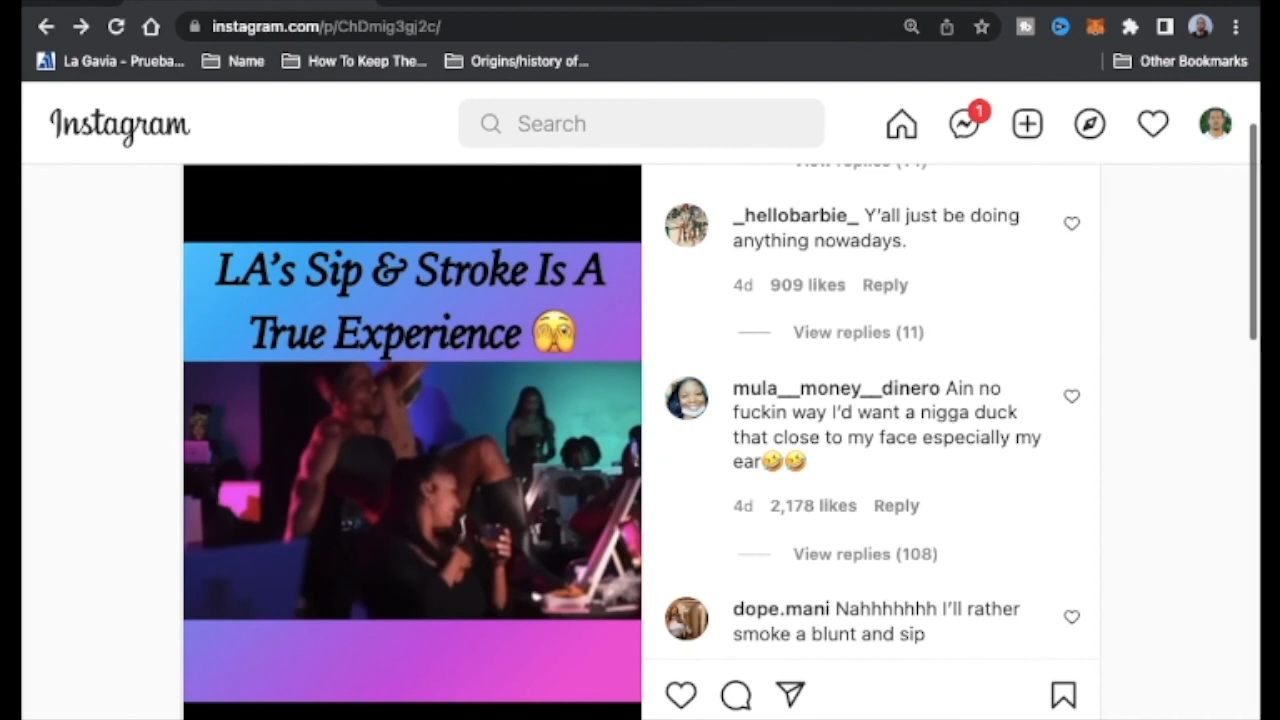 instagram.com/p/ChDmig3gj2c/
La Gavia - Prueba...
Name
How To Keep The...
Origins/history of...
Other Bookmarks
Instagram
Search
1
LA's Sip & Stroke Is A
True Experience 🫣
_hellobarbie_ Y'all just be doing
anything nowadays.
4d 909 likes Reply
View replies (11)
mula__money__dinero Ain no
fuckin way I'd want a nigga duck
that close to my face especially my
ear🤣🤣
4d 2,178 likes Reply
View replies (108)
dope.mani Nahhhhhhh I'll rather
smoke a blunt and sip